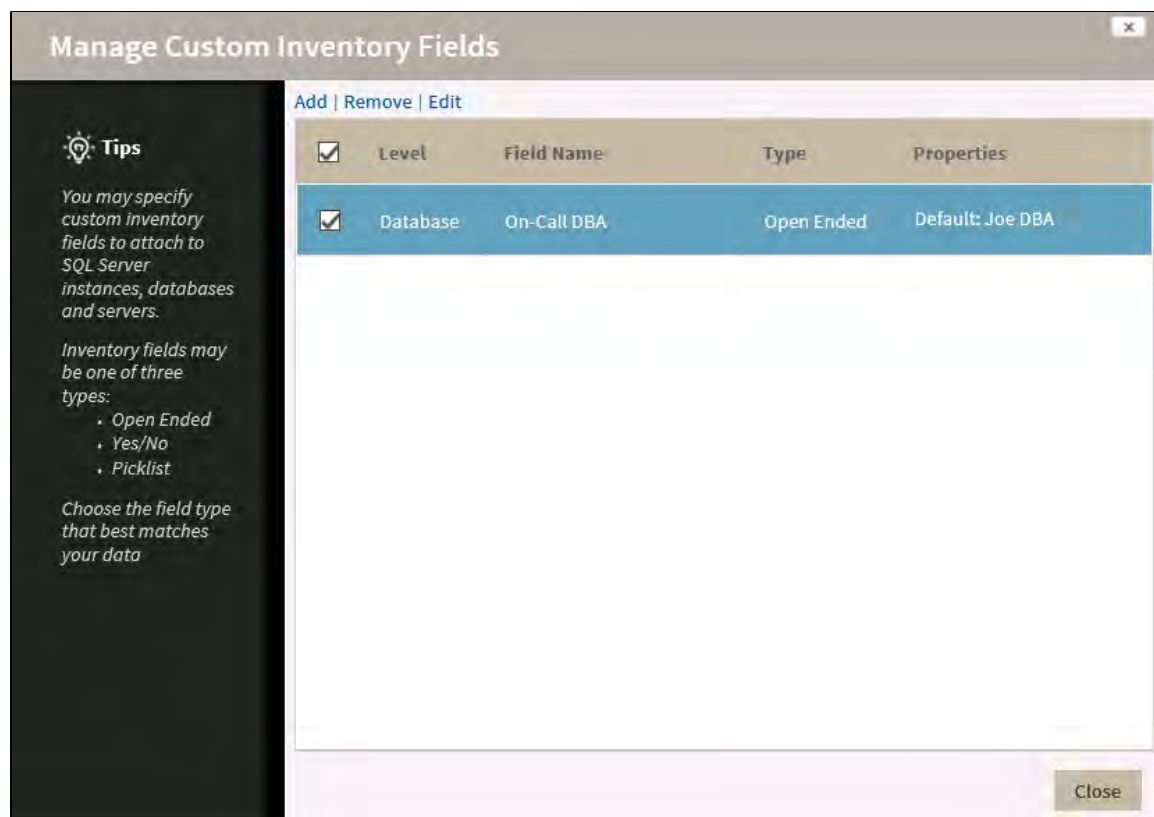 Manage Custom Inventory Fields
x
Tips
You may specify
custom inventory
fields to attach to
SQL Server
instances, databases
and servers.
Inventory fields may
be one of three
types:
• Open Ended
• Yes/No
• Picklist
Choose the field type
that best matches
your data
Add | Remove | Edit
Level Field Name Type Properties
Database On-Call DBA Open Ended Default: Joe DBA
Close